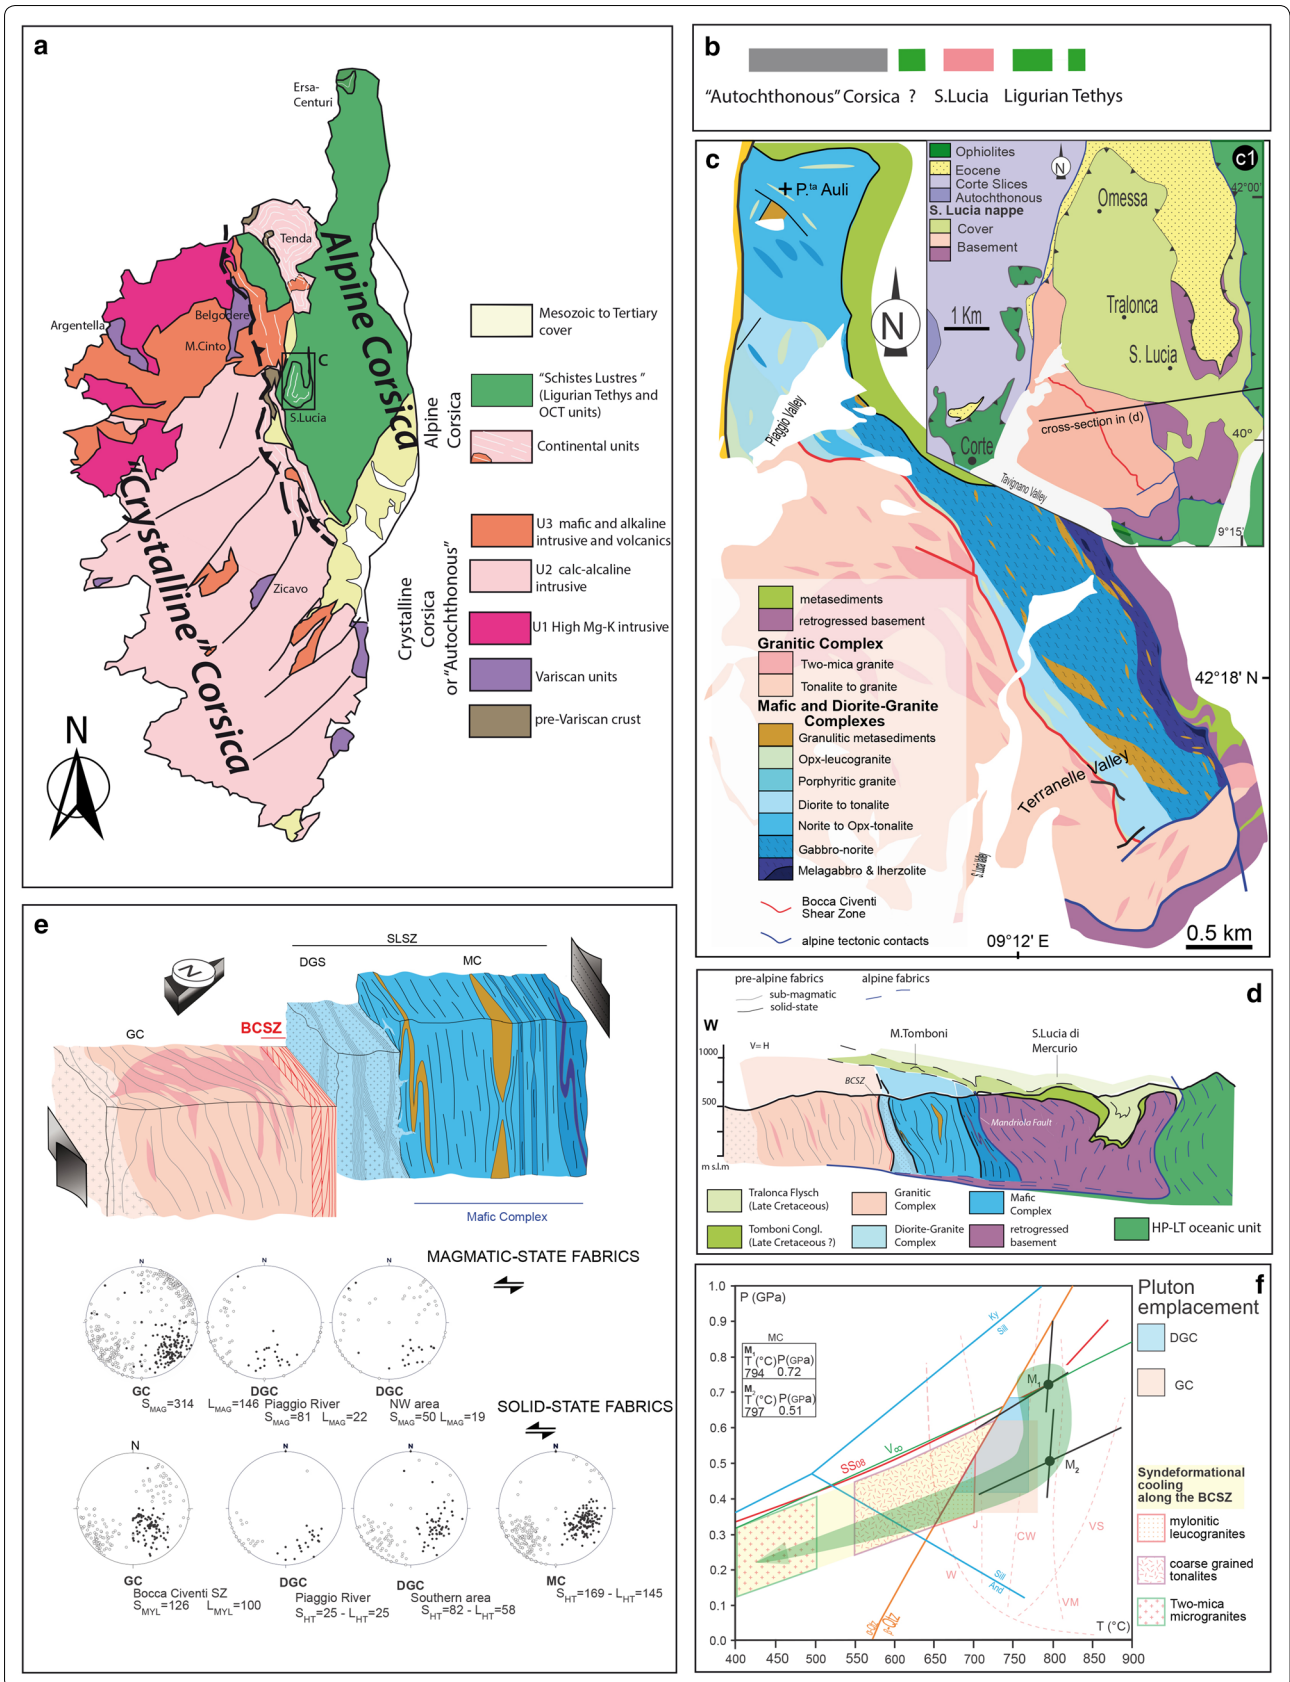 a
Ersa-
Centuri
Tenda
Alpine Corsica
Belgodere
Argentella
M.Cinto
C
S.Lucia
"Crystalline" Corsica
Zicavo
N
Mesozoic to Tertiary
cover
"Schistes Lustres "
(Ligurian Tethys and
OCT units)
Continental units
Alpine
Corsica
U3 mafic and alkaline
intrusive and volcanics
U2 calc-alcaline
intrusive
U1 High Mg-K intrusive
Variscan units
pre-Variscan crust
Crystalline
Corsica
or "Autochthonous"
b
"Autochthonous" Corsica ? S.Lucia Ligurian Tethys
c
P.ta Auli
N
Piaggio Valley
c1
Ophiolites
Eocene
Corte Slices
Autochthonous
S. Lucia nappe
Cover
Basement
N
Omessa
42°00'
1 Km
Tralonca
S. Lucia
cross-section in (d)
40°
Corte
Tavignano Valley
9°15'
metasediments
retrogressed basement
Granitic Complex
Two-mica granite
Tonalite to granite
Mafic and Diorite-Granite
Complexes
Granulitic metasediments
Opx-leucogranite
Porphyritic granite
Diorite to tonalite
Norite to Opx-tonalite
Gabbro-norite
Melagabbro & lherzolite
Bocca Civenti
Shear Zone
alpine tectonic contacts
42°18' N
Terranelle Valley
S. Lucia Valley
09°12' E
0.5 km
d
pre-alpine fabrics
sub-magmatic
solid-state
alpine fabrics
W
1000
500
m s.l.m
V= H
M.Tomboni
S.Lucia di
Mercurio
BCSZ
Mandriola Fault
Tralonca Flysch
(Late Cretaceous)
Tomboni Congl.
(Late Cretaceous ?)
Granitic
Complex
Diorite-Granite
Complex
Mafic
Complex
retrogressed
basement
HP-LT oceanic unit
e
N
SLSZ
DGS
MC
GC
BCSZ
Mafic Complex
MAGMATIC-STATE FABRICS
N
N
N
GC
SMAG=314 LMAG=146
DGC
Piaggio River
SMAG=81 LMAG=22
DGC
NW area
SMAG=50 LMAG=19
SOLID-STATE FABRICS
N
N
N
N
GC
Bocca Civenti SZ
SMYL=126 LMYL=100
DGC
Piaggio River
SHT=25 - LHT=25
DGC
Southern area
SHT=82 - LHT=58
MC
SHT=169 - LHT=145
f
P (GPa)
1.0
0.9
0.8
0.7
0.6
0.5
0.4
0.3
0.2
0.1
0.0
400 450 500 550 600 650 700 750 800 850 900
T (°C)
MC
M1
T (°C) P(GPa)
794 0.72
M2
T (°C) P(GPa)
797 0.51
Ky
Sill
V∞
SS08
M1
M2
J
CW
VS
W
VM
Sill
And
β-Qtz
Pluton
emplacement
DGC
GC
Syndeformational
cooling
along the BCSZ
mylonitic
leucogranites
coarse grained
tonalites
Two-mica
microgranites